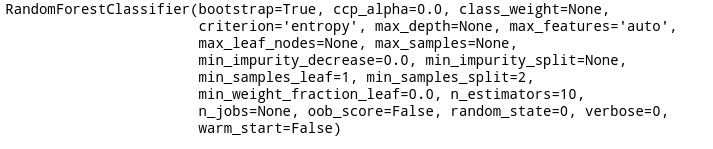 RandomForestClassifier(bootstrap=True, ccp_alpha=0.0, class_weight=None,
criterion='entropy', max_depth=None, max_features='auto',
max_leaf_nodes=None, max_samples=None,
min_impurity_decrease=0.0, min_impurity_split=None,
min_samples_leaf=1, min_samples_split=2,
min_weight_fraction_leaf=0.0, n_estimators=10,
n_jobs=None, oob_score=False, random_state=0, verbose=0,
warm_start=False)